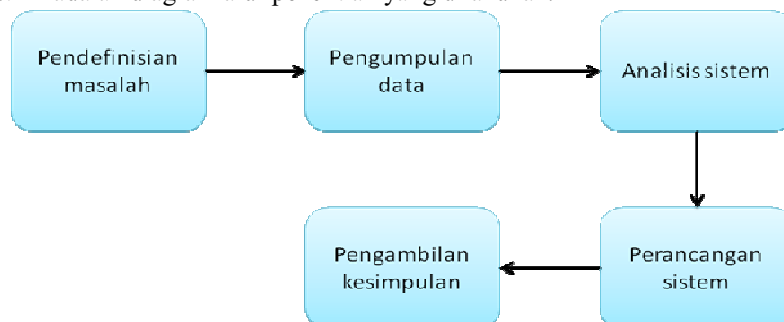 Pendefinisian
masalah
Pengumpulan
data
Analisis sistem
Perancangan
sistem
Pengambilan
kesimpulan